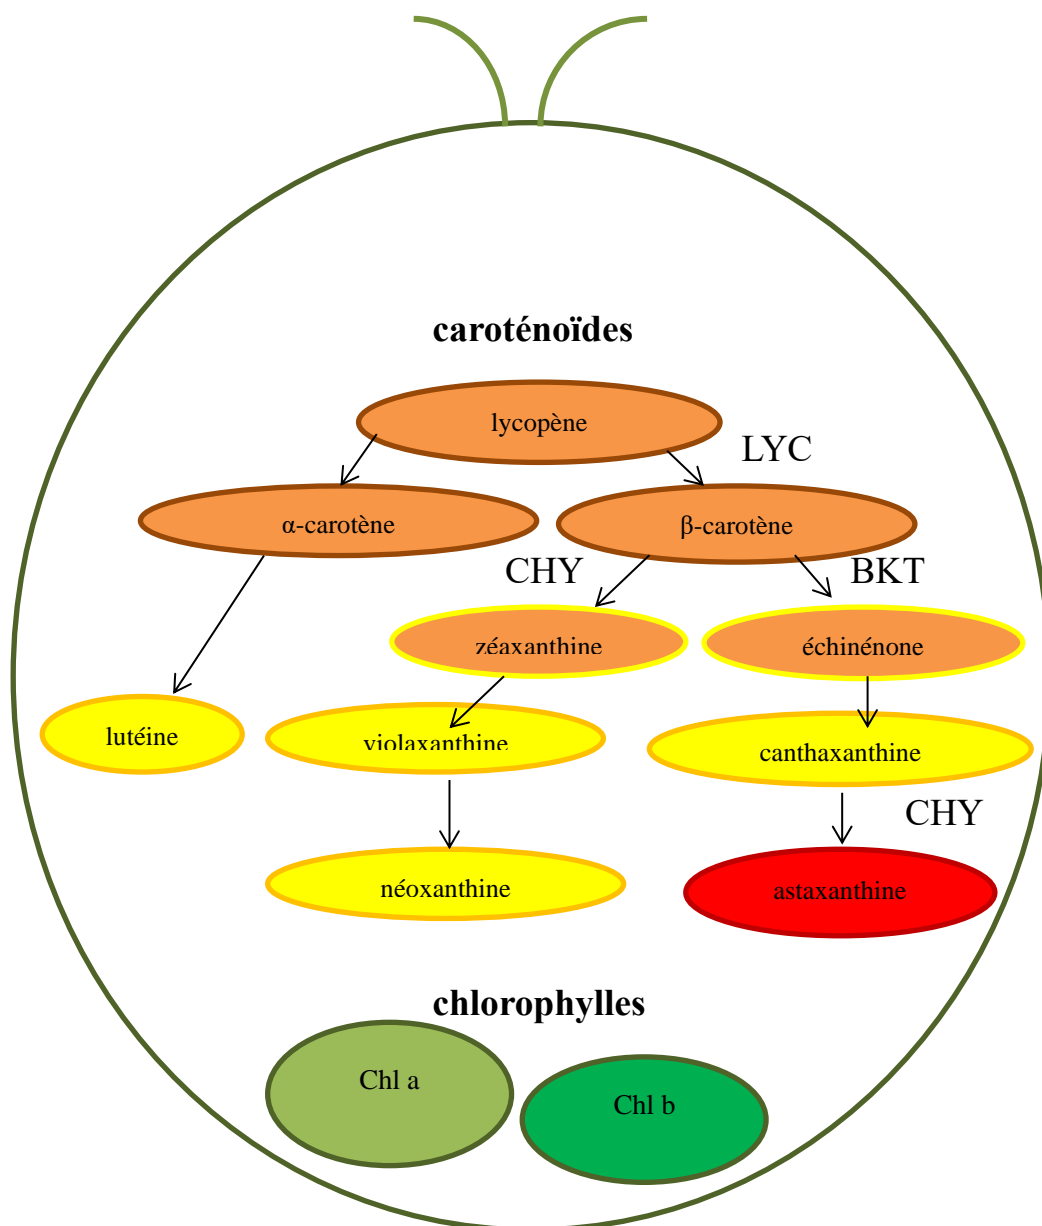 caroténoïdes
lycopène
LYC
α-carotène
β-carotène
CHY
BKT
zéaxanthine
échinénone
lutéine
violaxanthine
canthaxanthine
CHY
néoxanthine
astaxanthine
chlorophylles
Chl a
Chl b